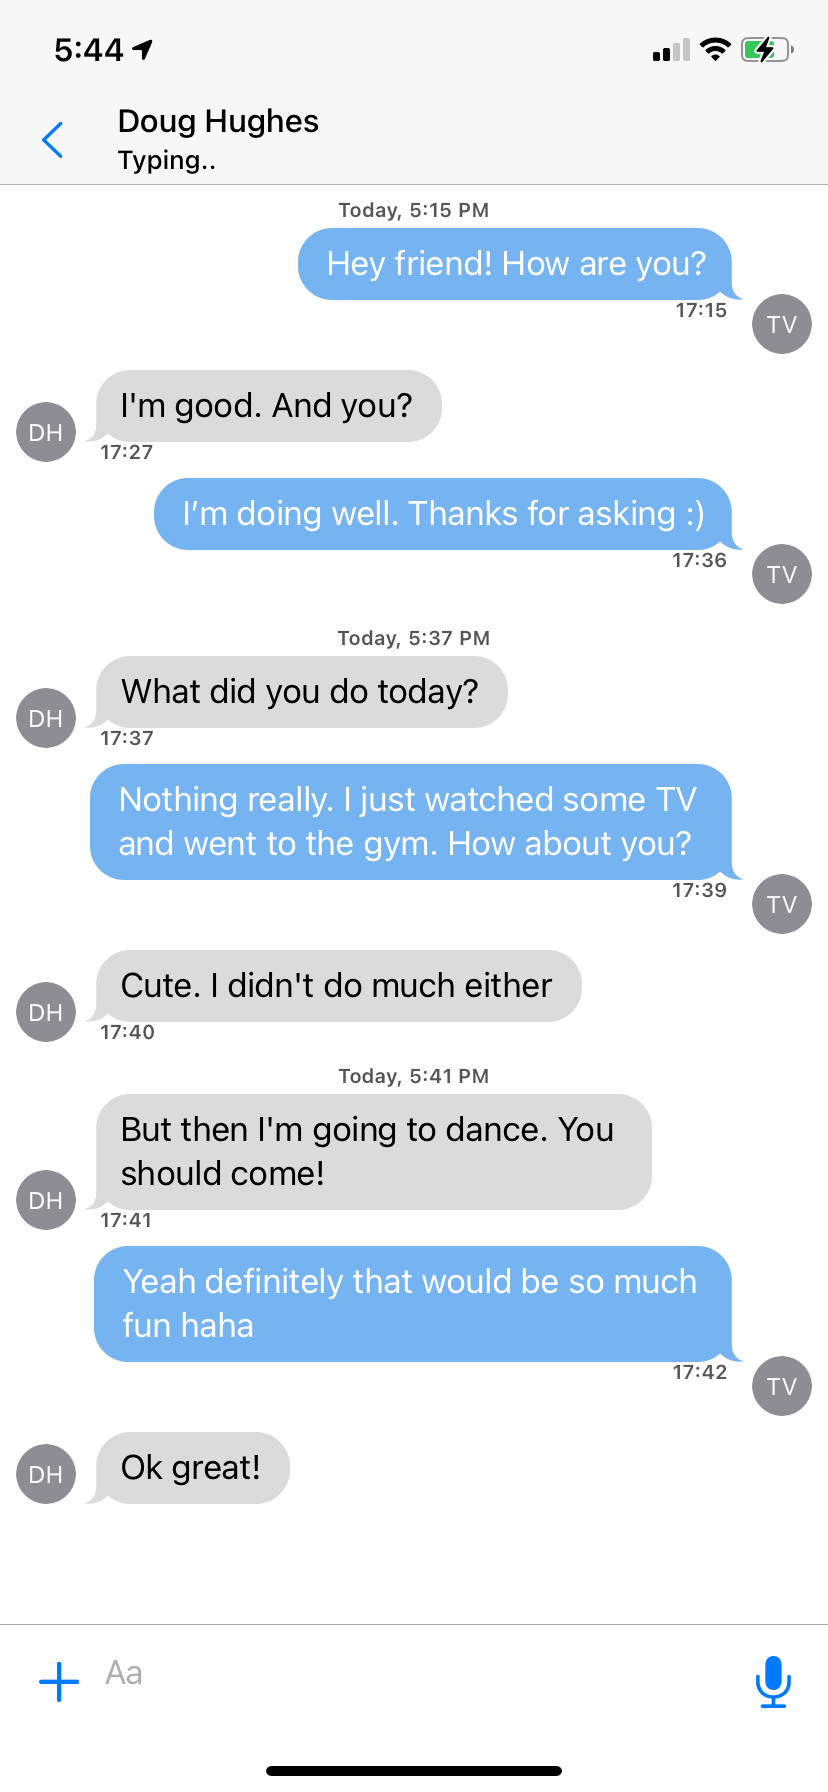 5:44
Doug Hughes
Typing..
Today, 5:15 PM
Hey friend! How are you?
17:15
TV
I'm good. And you?
DH
17:27
I’m doing well. Thanks for asking :)
17:36
TV
Today, 5:37 PM
What did you do today?
DH
17:37
Nothing really. I just watched some TV
and went to the gym. How about you?
17:39
TV
Cute. I didn't do much either
DH
17:40
Today, 5:41 PM
But then I'm going to dance. You
should come!
DH
17:41
Yeah definitely that would be so much
fun haha
17:42
TV
Ok great!
DH
Aa